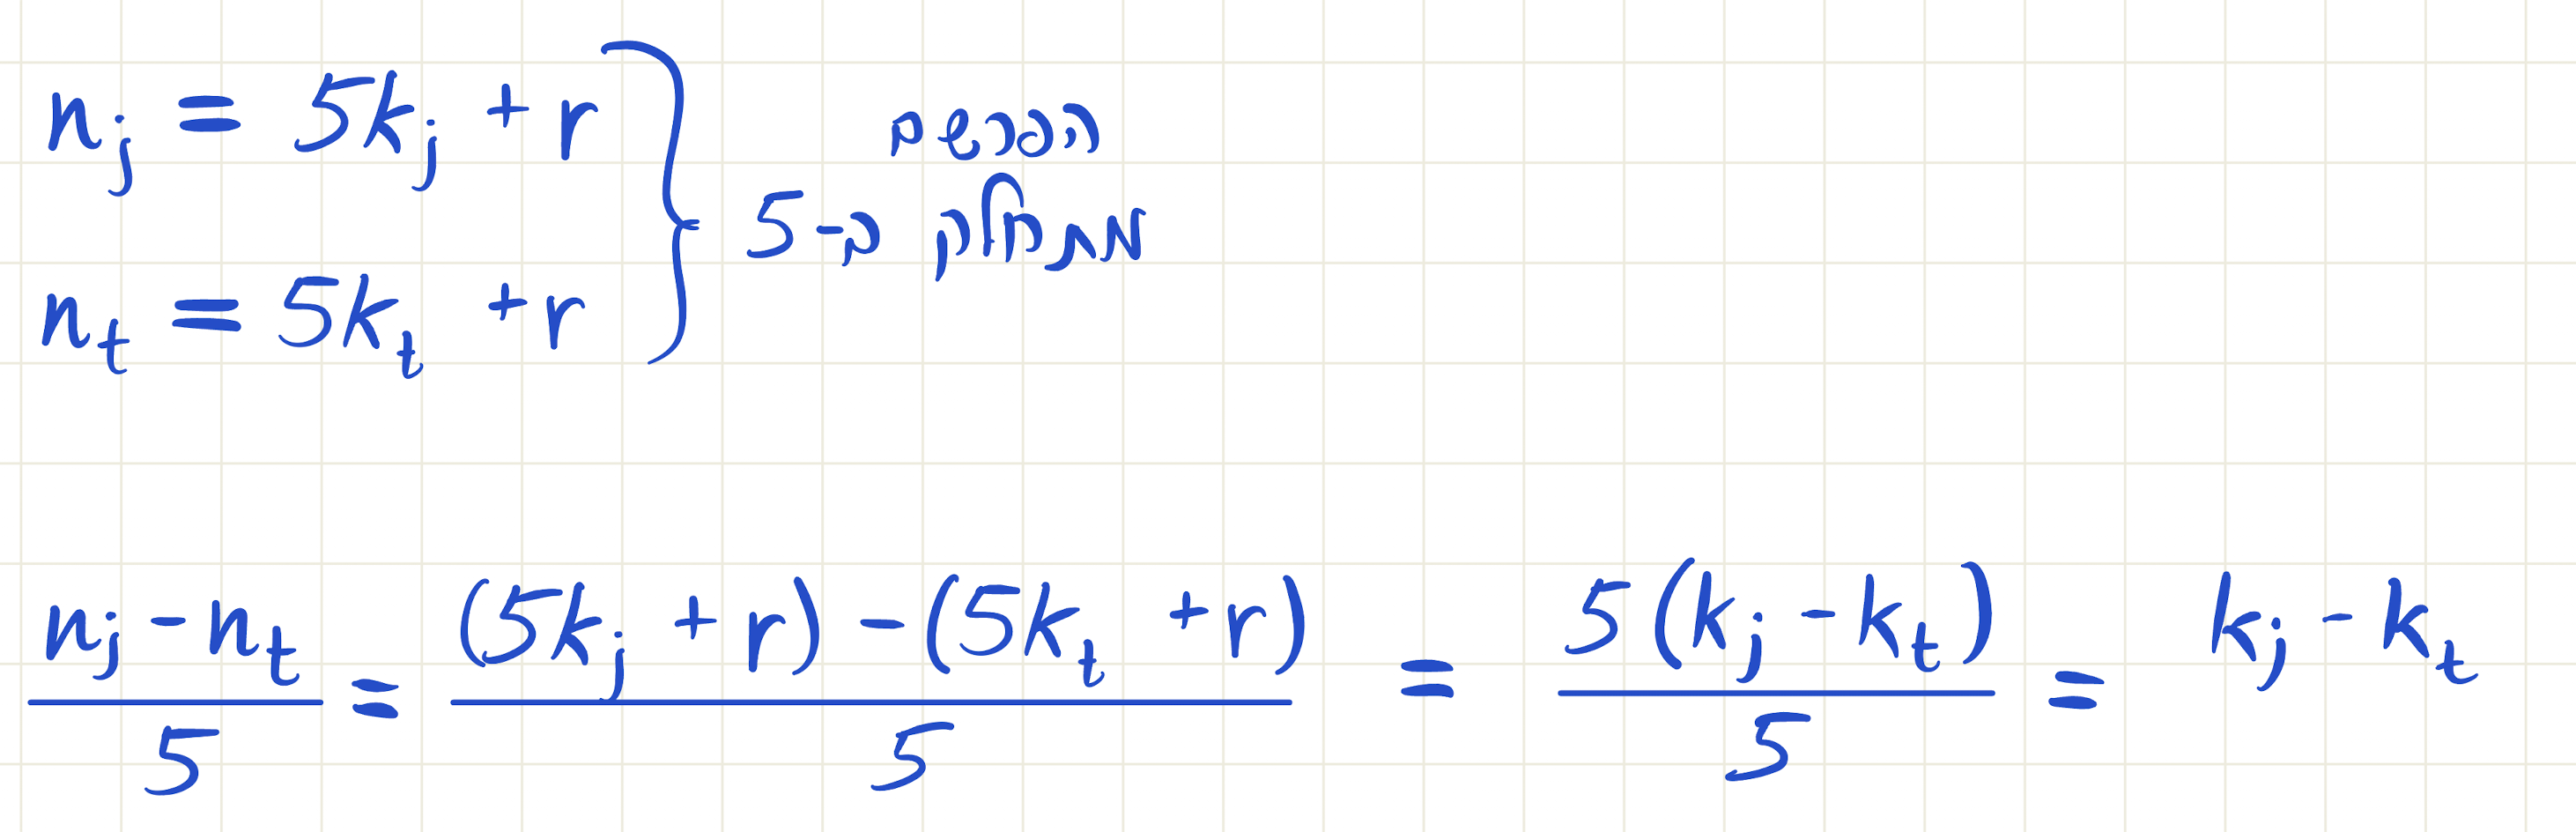 n_j = 5k_j + r
הפרשם
מתחלק ב-5
n_t = 5k_t + r
\frac{n_j - n_t}{5} = \frac{(5k_j + r) - (5k_t + r)}{5} = \frac{5(k_j - k_t)}{5} = k_j - k_t